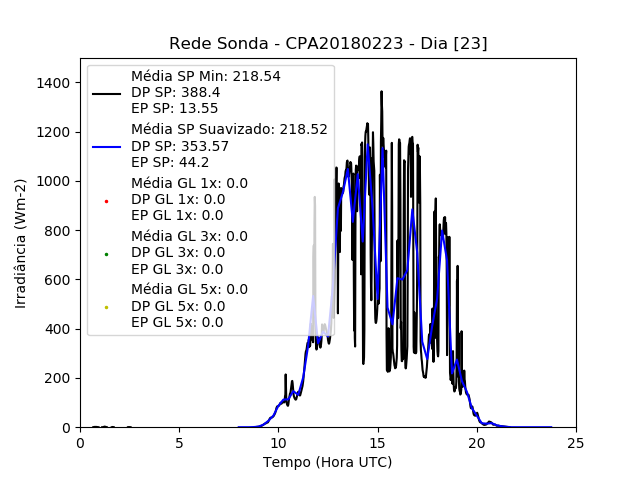 Rede Sonda - CPA20180223 - Dia [23]
Média SP Min: 218.54
DP SP: 388.4
EP SP: 13.55
Média SP Suavizado: 218.52
DP SP: 353.57
EP SP: 44.2
Média GL 1x: 0.0
DP GL 1x: 0.0
EP GL 1x: 0.0
Média GL 3x: 0.0
DP GL 3x: 0.0
EP GL 3x: 0.0
Média GL 5x: 0.0
DP GL 5x: 0.0
EP GL 5x: 0.0
Irradiância (Wm-2)
1400
1200
1000
800
600
400
200
0
0 5 10 15 20 25
Tempo (Hora UTC)